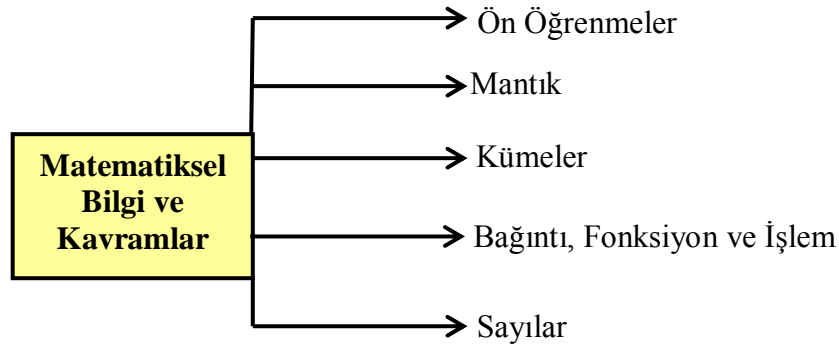 Ön Öğrenmeler
Mantık
Matematiksel
Bilgi ve
Kavramlar
Kümeler
Bağıntı, Fonksiyon ve İşlem
Sayılar